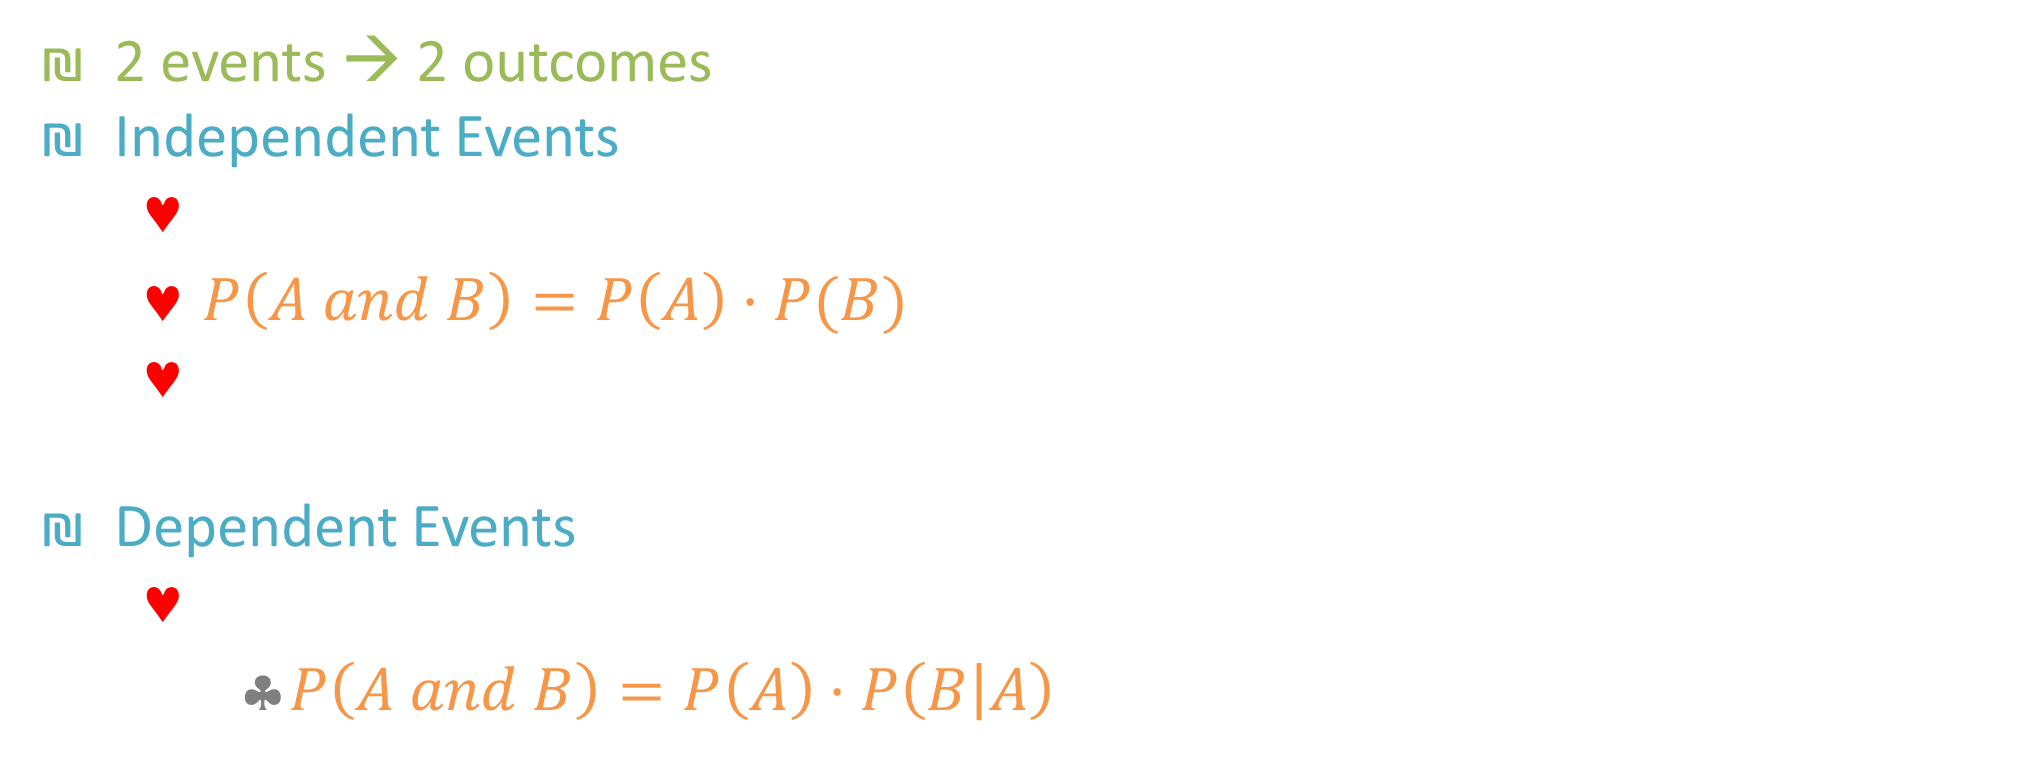 ₪ 2 events → 2 outcomes
₪ Independent Events
♥
♥ P(A and B) = P(A) · P(B)
♥
₪ Dependent Events
♥
♣ P(A and B) = P(A) · P(B|A)